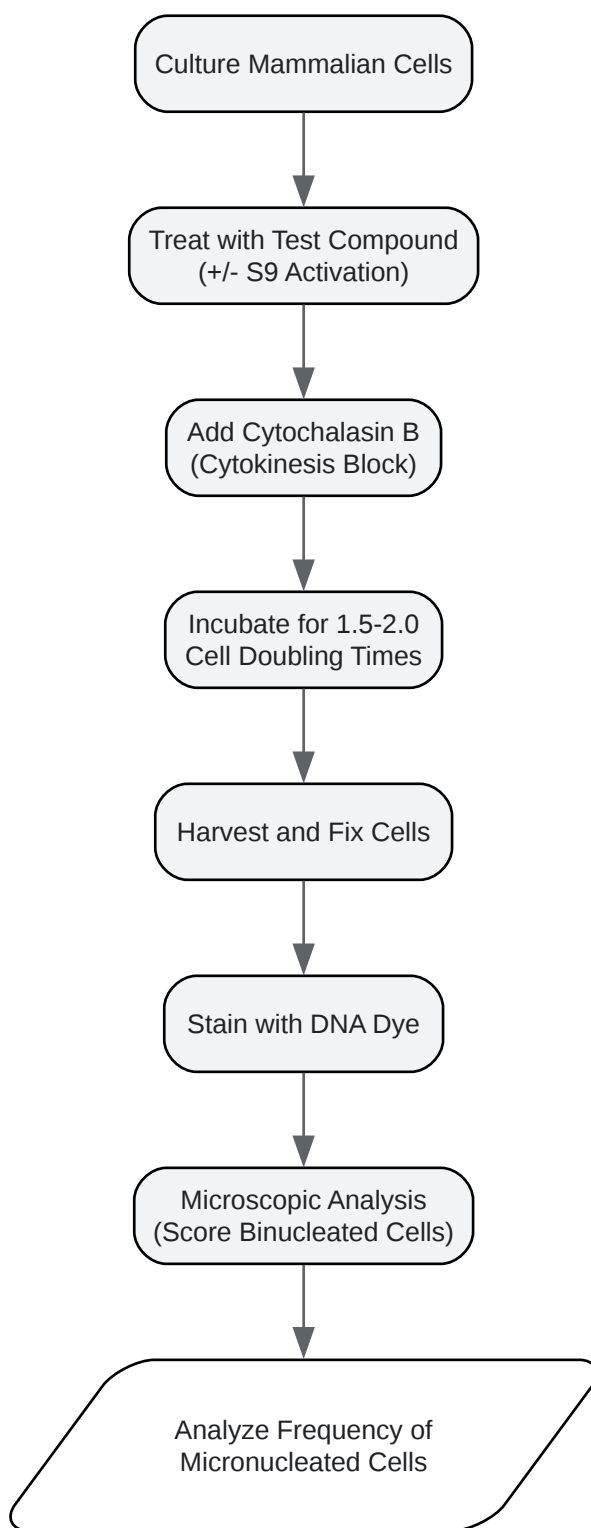 Culture Mammalian Cells
Treat with Test Compound
(+/- S9 Activation)
Add Cytochalasin B
(Cytokinesis Block)
Incubate for 1.5-2.0
Cell Doubling Times
Harvest and Fix Cells
Stain with DNA Dye
Microscopic Analysis
(Score Binucleated Cells)
Analyze Frequency of
Micronucleated Cells